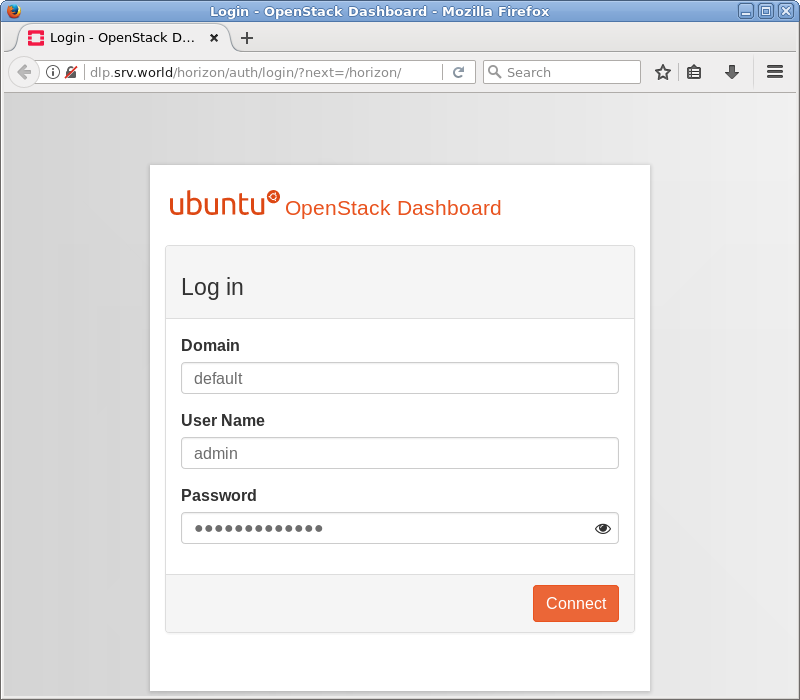 Login - OpenStack Dashboard - Mozilla Firefox
Login - OpenStack D...
dlp.srv.world/horizon/auth/login/?next=/horizon/
Search
ubuntu OpenStack Dashboard
Log in
Domain
default
User Name
admin
Password
●●●●●●●●●●●●●
Connect